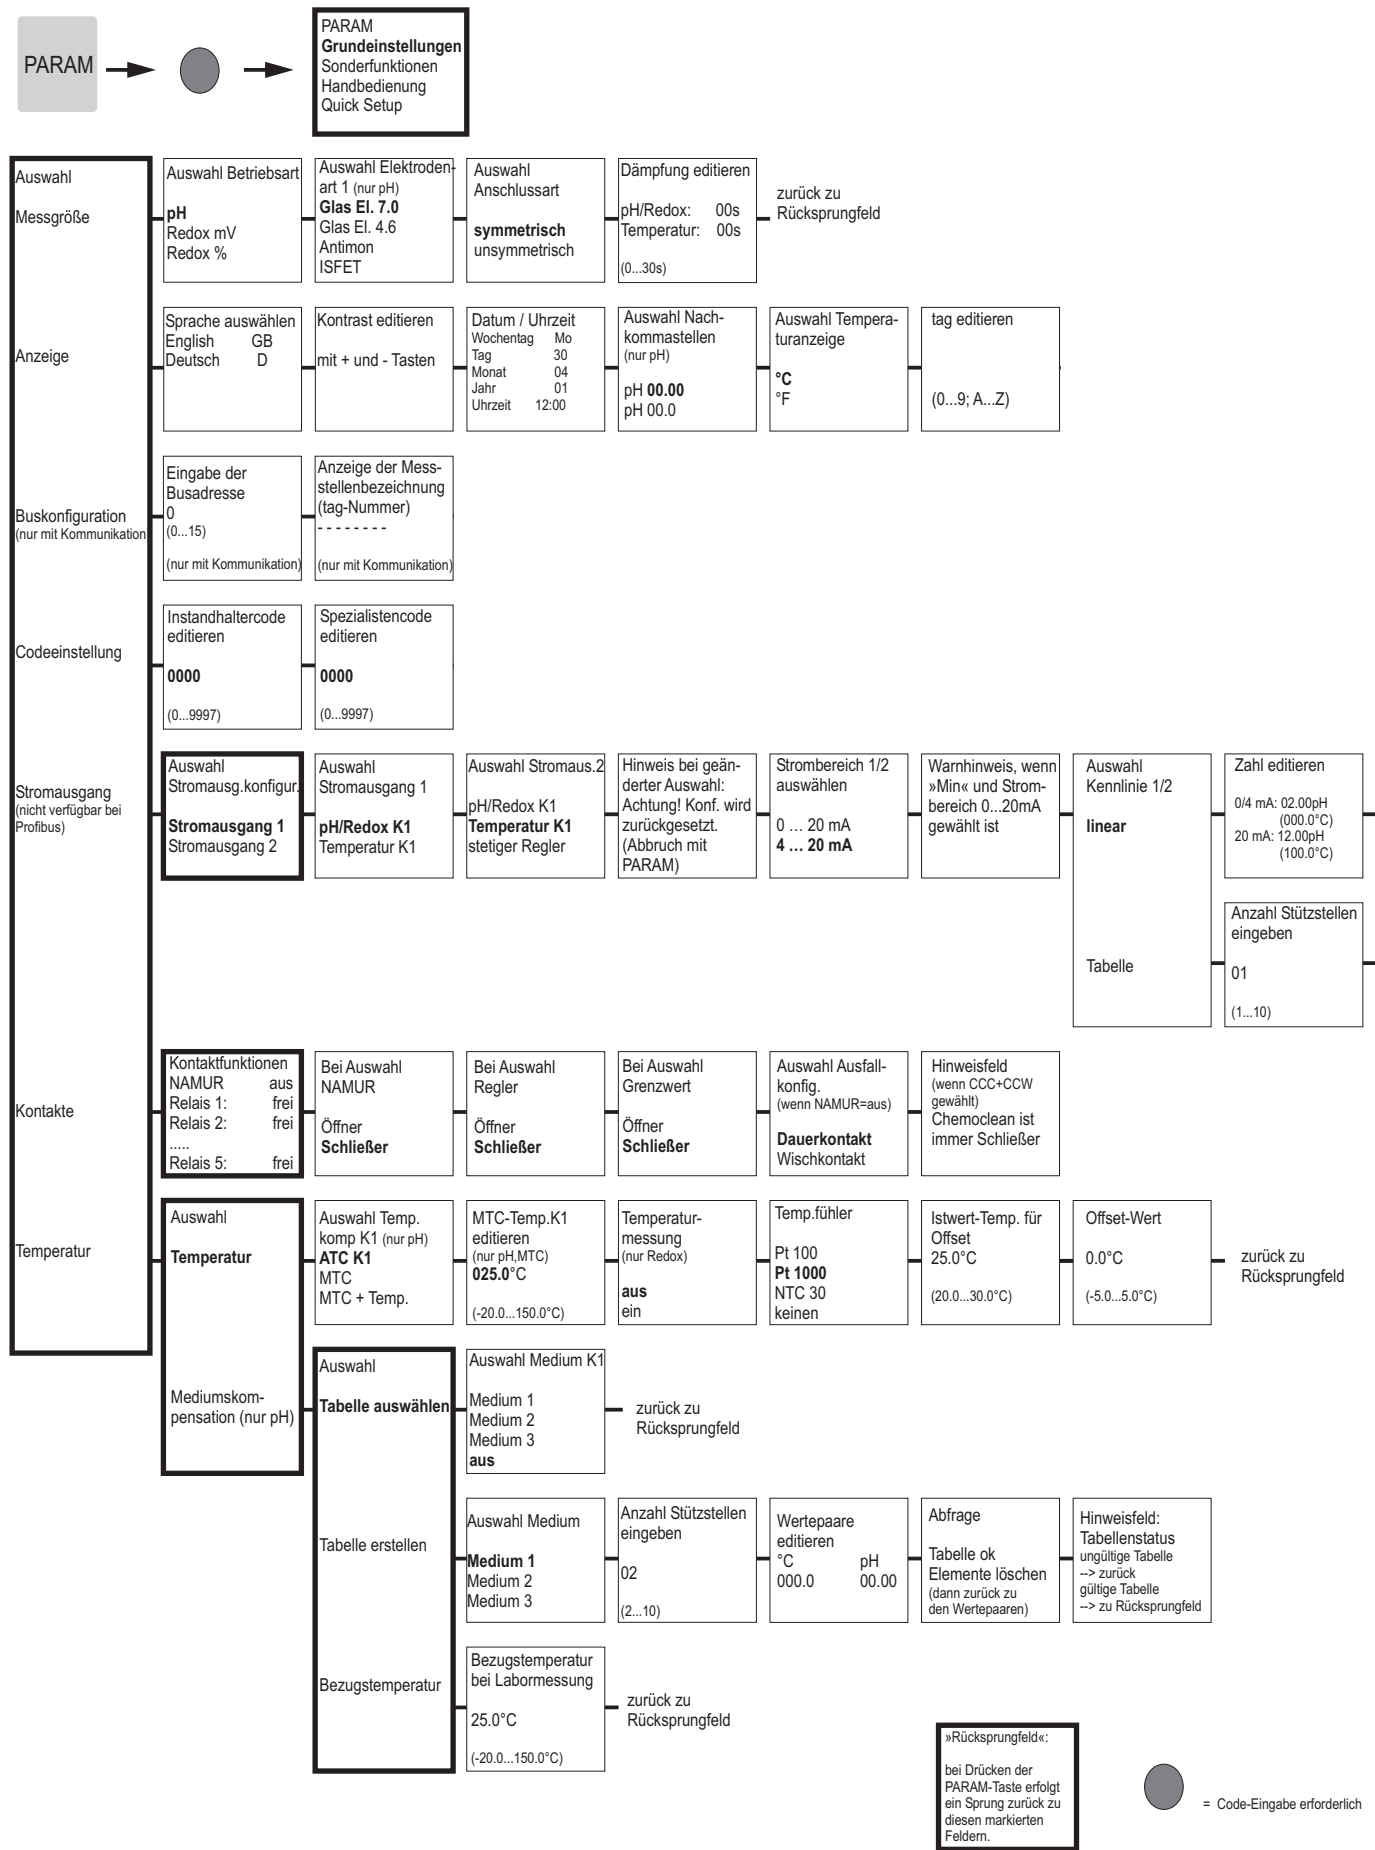 PARAM
PARAM
Grundeinstellungen
Sonderfunktionen
Handbedienung
Quick Setup
Auswahl
Messgröße
Auswahl Betriebsart
pH
Redox mV
Redox %
Auswahl Elektroden-
art 1 (nur pH)
Glas El. 7.0
Glas El. 4.6
Antimon
ISFET
Auswahl
Anschlussart
symmetrisch
unsymmetrisch
Dämpfung editieren
pH/Redox: 00s
Temperatur: 00s
(0...30s)
zurück zu
Rücksprungfeld
Anzeige
Sprache auswählen
English GB
Deutsch D
Kontrast editieren
mit + und - Tasten
Datum / Uhrzeit
Wochentag Mo
Tag 30
Monat 04
Jahr 01
Uhrzeit 12:00
Auswahl Nach-
kommastellen
(nur pH)
pH 00.00
pH 00.0
Auswahl Tempera-
turanzeige
°C
°F
tag editieren
(0...9; A...Z)
Buskonfiguration
(nur mit Kommunikation
Eingabe der
Busadresse
0
(0...15)
(nur mit Kommunikation)
Anzeige der Mess-
stellenbezeichnung
(tag-Nummer)
- - - - - - - -
(nur mit Kommunikation)
Codeeinstellung
Instandhaltercode
editieren
0000
(0...9997)
Spezialistencode
editieren
0000
(0...9997)
Stromausgang
(nicht verfügbar bei
Profibus)
Auswahl
Stromausg.konfigur.
Stromausgang 1
Stromausgang 2
Auswahl
Stromausgang 1
pH/Redox K1
Temperatur K1
Auswahl Stromaus.2
pH/Redox K1
Temperatur K1
stetiger Regler
Hinweis bei geän-
derter Auswahl:
Achtung! Konf. wird
zurückgesetzt.
(Abbruch mit
PARAM)
Strombereich 1/2
auswählen
0 … 20 mA
4 … 20 mA
Warnhinweis, wenn
»Min« und Strom-
bereich 0...20mA
gewählt ist
Auswahl
Kennlinie 1/2
linear
Tabelle
Zahl editieren
0/4 mA: 02.00pH
(000.0°C)
20 mA: 12.00pH
(100.0°C)
Anzahl Stützstellen
eingeben
01
(1...10)
Kontakte
Kontaktfunktionen
NAMUR aus
Relais 1: frei
Relais 2: frei
.....
Relais 5: frei
Bei Auswahl
NAMUR
Öffner
Schließer
Bei Auswahl
Regler
Öffner
Schließer
Bei Auswahl
Grenzwert
Öffner
Schließer
Auswahl Ausfall-
konfig.
(wenn NAMUR=aus)
Dauerkontakt
Wischkontakt
Hinweisfeld
(wenn CCC+CCW
gewählt)
Chemoclean ist
immer Schließer
Temperatur
Auswahl
Temperatur
Mediumskom-
pensation (nur pH)
Auswahl Temp.
komp K1 (nur pH)
ATC K1
MTC
MTC + Temp.
MTC-Temp.K1
editieren
(nur pH,MTC)
025.0°C
(-20.0...150.0°C)
Temperatur-
messung
(nur Redox)
aus
ein
Temp.fühler
Pt 100
Pt 1000
NTC 30
keinen
Istwert-Temp. für
Offset
25.0°C
(20.0...30.0°C)
Offset-Wert
0.0°C
(-5.0...5.0°C)
zurück zu
Rücksprungfeld
Auswahl
Tabelle auswählen
Tabelle erstellen
Bezugstemperatur
Auswahl Medium K1
Medium 1
Medium 2
Medium 3
aus
zurück zu
Rücksprungfeld
Auswahl Medium
Medium 1
Medium 2
Medium 3
Anzahl Stützstellen
eingeben
02
(2...10)
Wertepaare
editieren
°C pH
000.0 00.00
Abfrage
Tabelle ok
Elemente löschen
(dann zurück zu
den Wertepaaren)
Hinweisfeld:
Tabellenstatus
ungültige Tabelle
--> zurück
gültige Tabelle
--> zu Rücksprungfeld
Bezugstemperatur
bei Labormessung
25.0°C
(-20.0...150.0°C)
zurück zu
Rücksprungfeld
»Rücksprungfeld«:
bei Drücken der
PARAM-Taste erfolgt
ein Sprung zurück zu
diesen markierten
Feldern.
= Code-Eingabe erforderlich